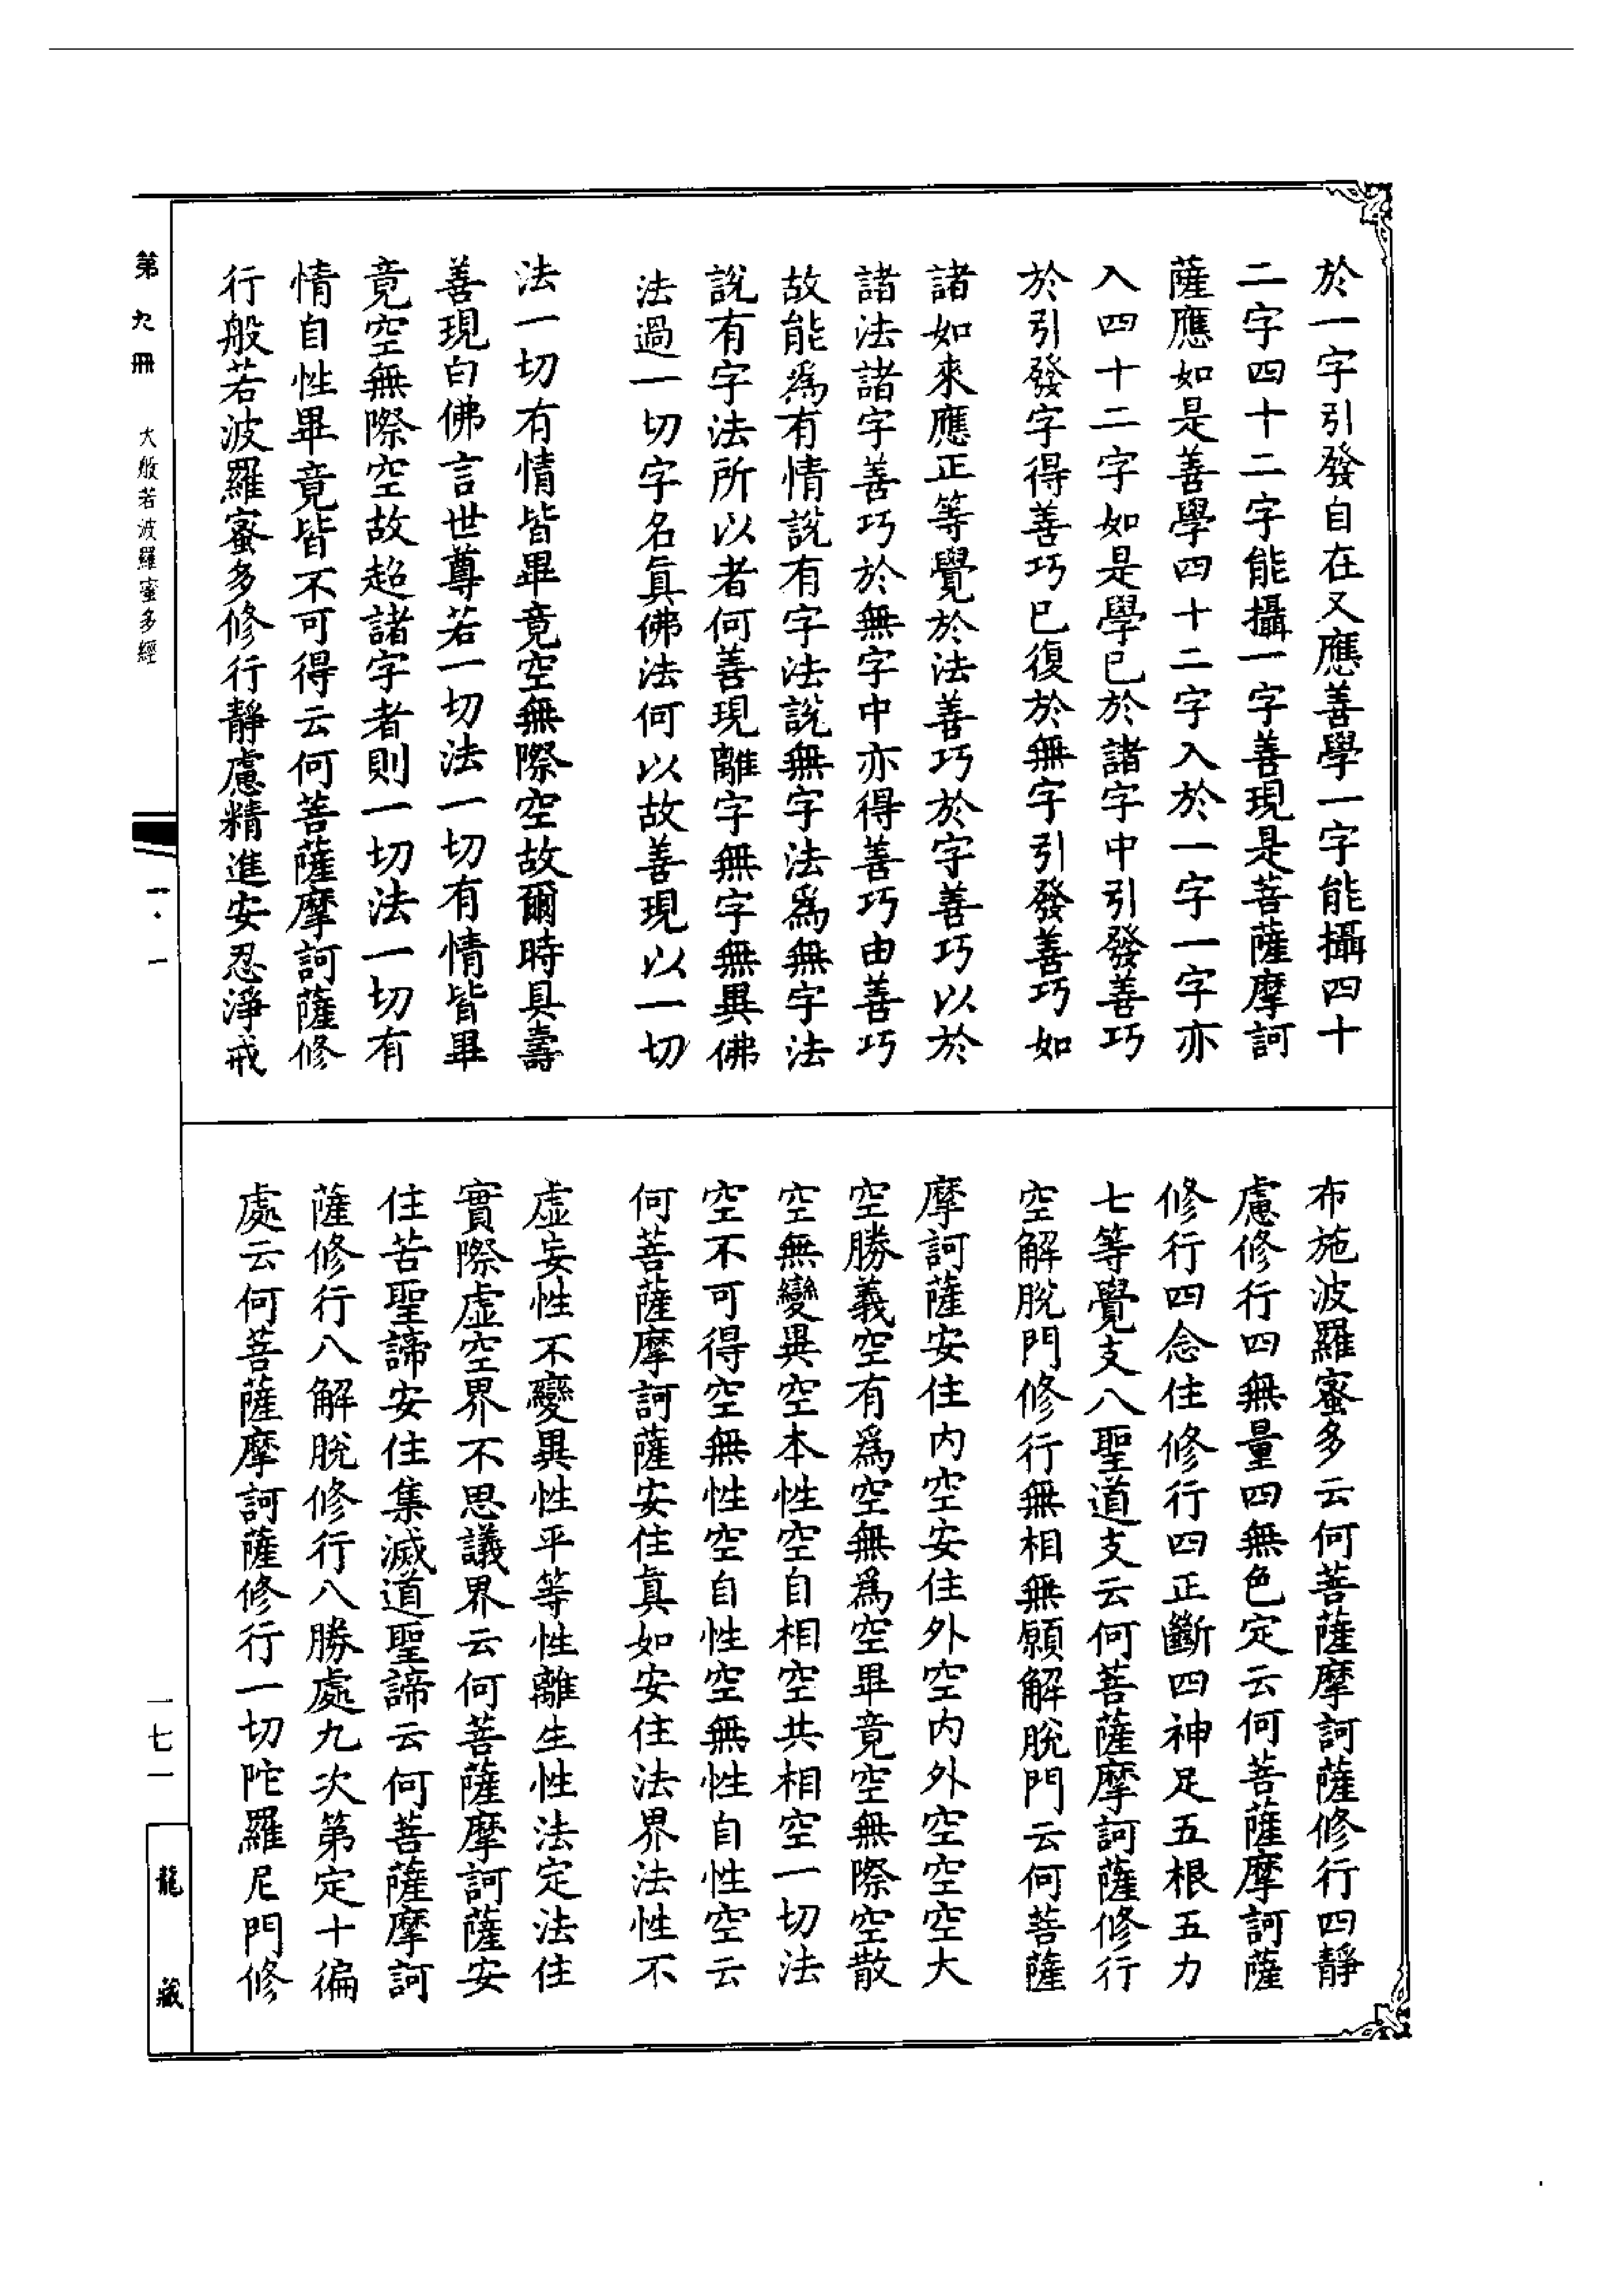 於一字引發自在又應善學一字能攝四十
二字四十二字能攝一字善現是菩薩摩訶
薩應如是善學四十二字入於一字一字亦
入四十二字如是學已於諸字中引發善巧
於引發字得善巧已復於無字引發善巧如
諸如來應正等覺於法善巧於字善巧以於
諸法諸字善巧於無字中亦得善巧由善巧
故能爲有情說有字法說無字法爲無字法
說有字法所以者何善現離字無字無異佛
法過一切字名眞佛法何以故善現以一切
法一切有情皆畢竟空無際空故爾時具壽
善現白佛言世尊若一切法一切有情皆畢
竟空無際空故超諸字者則一切法一切有
情自性畢竟皆不可得云何菩薩摩訶薩修
行般若波羅蜜多修行靜慮精進安忍淨戒
布施波羅蜜多云何菩薩摩訶薩修行四靜
慮修行四無量四無色定云何菩薩摩訶薩
修行四念住修行四正斷四神足五根五力
七等覺支八聖道支云何菩薩摩訶薩修行
空解脫門修行無相無願解脫門云何菩薩
摩訶薩安住內空安住外空內外空空空大
空勝義空有爲空無爲空畢竟空無際空散
空無變異空本性空自相空共相空一切法
空不可得空無性空自性空無性自性空云
何菩薩摩訶薩安住眞如安住法界法性不
虛妄性不變異性平等性離生性法定法住
實際虛空界不思議界云何菩薩摩訶薩安
住苦聖諦安住集滅道聖諦云何菩薩摩訶
薩修行八解脫修行八勝處九次第定十徧
處云何菩薩摩訶薩修行一切陀羅尼門修
第九冊 大般若波羅蜜多經 一·一
一七一 龍藏